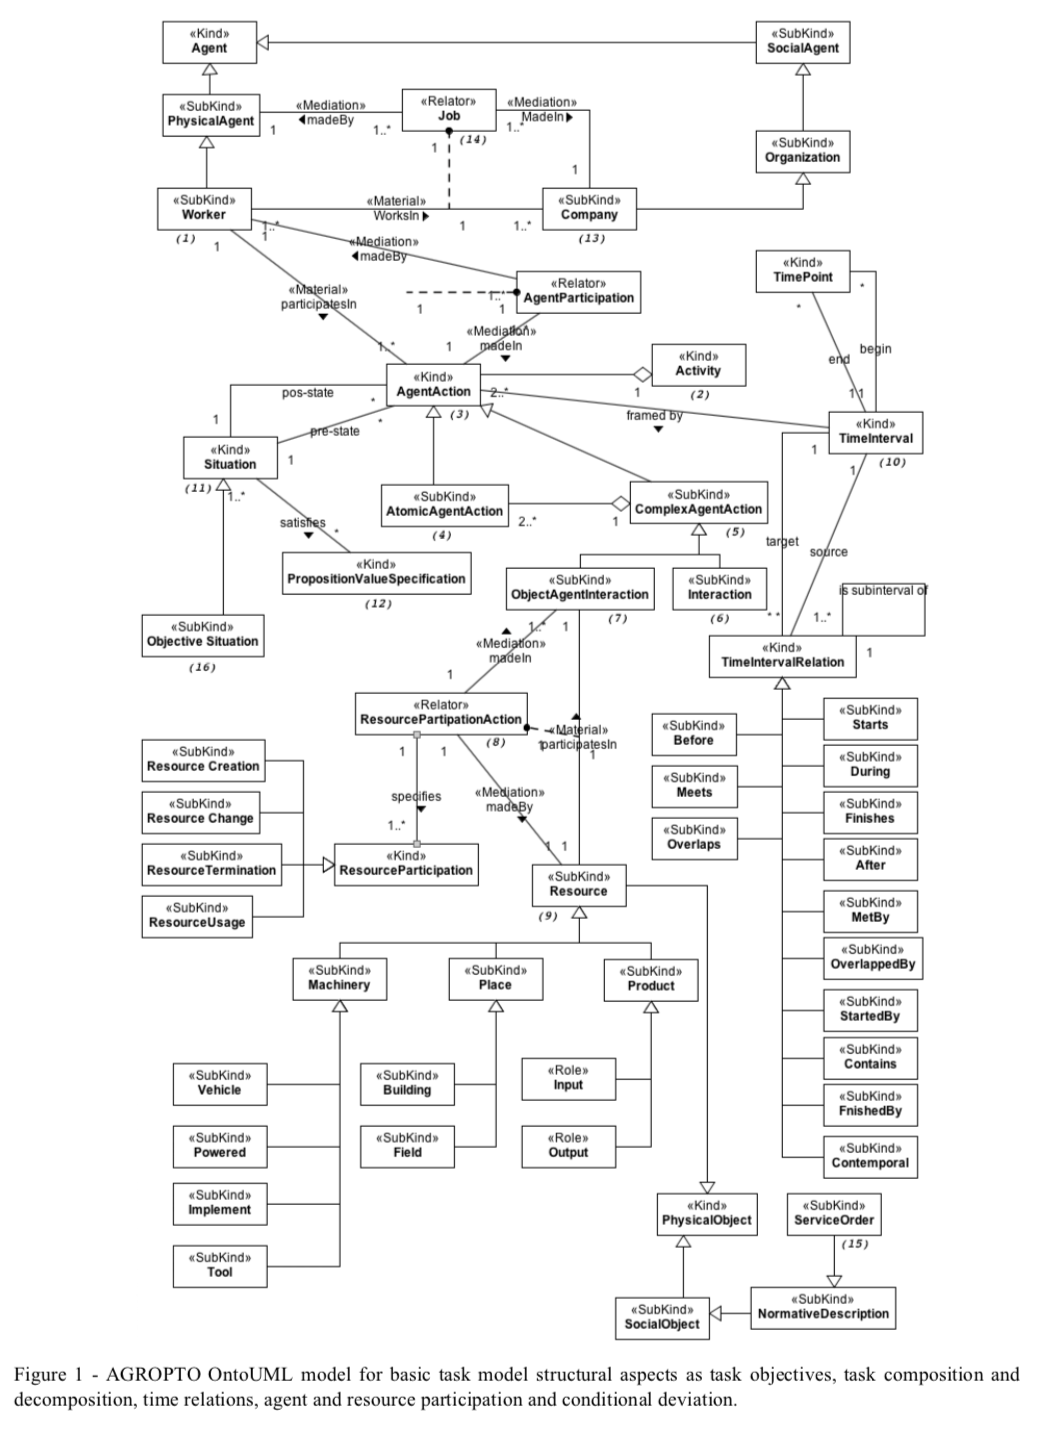 «Kind»
Agent
«SubKind»
SocialAgent
«SubKind»
PhysicalAgent
«Mediation»
madeBy
1
1..*
«Relator»
Job
(14)
1
«Mediation»
MadeIn
1..*
1
«SubKind»
Organization
«SubKind»
Worker
(1)
«Material»
WorksIn
1..*
1
1..*
«SubKind»
Company
(13)
1
1
«Mediation»
madeBy
«Kind»
TimePoint
*
*
end
begin
1
1
«Material»
participatesIn
1..*
«Relator»
AgentParticipation
1..*
1
1
«Mediation»
madeIn
1
«Kind»
AgentAction
(3)
2..*
1
«Kind»
Activity
(2)
framed by
«Kind»
TimeInterval
(10)
1
1
pos-state
1
*
pre-state
*
1
«Kind»
Situation
(11)
1..*
satisfies
*
«SubKind»
AtomicAgentAction
(4)
2..*
1
«SubKind»
ComplexAgentAction
(5)
target
source
«Kind»
PropositionValueSpecification
(12)
«SubKind»
ObjectAgentInteraction
(7)
«SubKind»
Interaction
(6)
* *
1..*
is subinterval of
1
«SubKind»
Objective Situation
(16)
1..*
1
«Mediation»
madeIn
1
«Kind»
TimeIntervalRelation
«Relator»
ResourcePartipationAction
(8)
«Material»
participatesIn
1
1
1
1
specifies
1..*
«Mediation»
madeBy
1
1
«SubKind»
Resource Creation
«SubKind»
Resource Change
«SubKind»
ResourceTermination
«SubKind»
ResourceUsage
«Kind»
ResourceParticipation
«SubKind»
Resource
(9)
«SubKind»
Before
«SubKind»
Meets
«SubKind»
Overlaps
«SubKind»
Starts
«SubKind»
During
«SubKind»
Finishes
«SubKind»
After
«SubKind»
MetBy
«SubKind»
OverlappedBy
«SubKind»
StartedBy
«SubKind»
Contains
«SubKind»
FnishedBy
«SubKind»
Contemporal
«SubKind»
Machinery
«SubKind»
Place
«SubKind»
Product
«SubKind»
Vehicle
«SubKind»
Building
«Role»
Input
«SubKind»
Powered
«SubKind»
Field
«Role»
Output
«SubKind»
Implement
«SubKind»
Tool
«Kind»
PhysicalObject
«SubKind»
ServiceOrder
(15)
«SubKind»
SocialObject
«SubKind»
NormativeDescription
Figure 1 - AGROPTO OntoUML model for basic task model structural aspects as task objectives, task composition and
decomposition, time relations, agent and resource participation and conditional deviation.